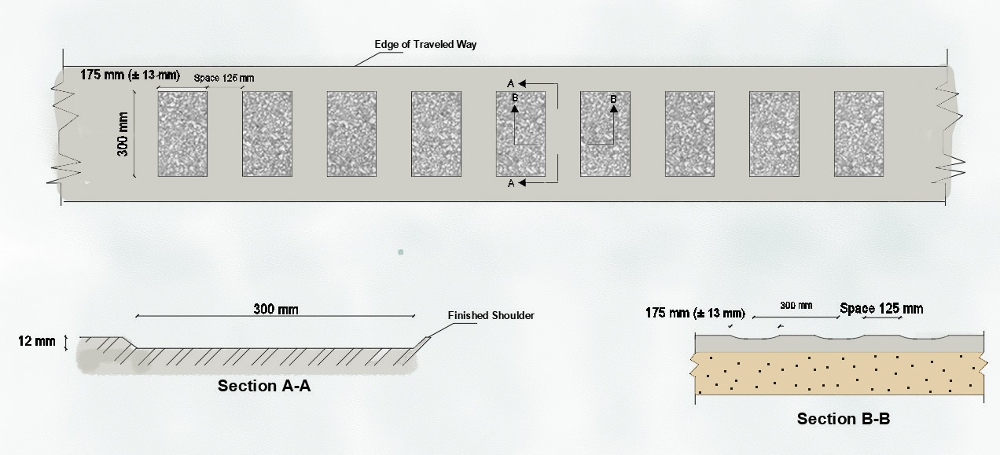 Edge of Traveled Way
175 mm (± 13 mm)
Space 125 mm
A
B
B
300 mm
A
300 mm
Finished Shoulder
12 mm
Section A-A
175 mm (± 13 mm)
300 mm
Space 125 mm
Section B-B